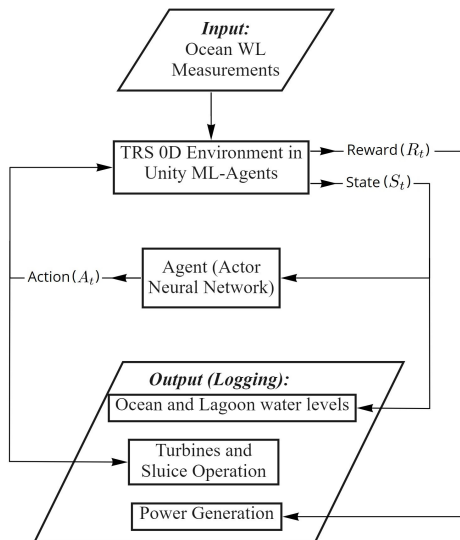 Input:
Ocean WL
Measurements
TRS 0D Environment in
Unity ML-Agents
Reward (R_t)
State (S_t)
Action (A_t)
Agent (Actor
Neural Network)
Output (Logging):
Ocean and Lagoon water levels
Turbines and
Sluice Operation
Power Generation